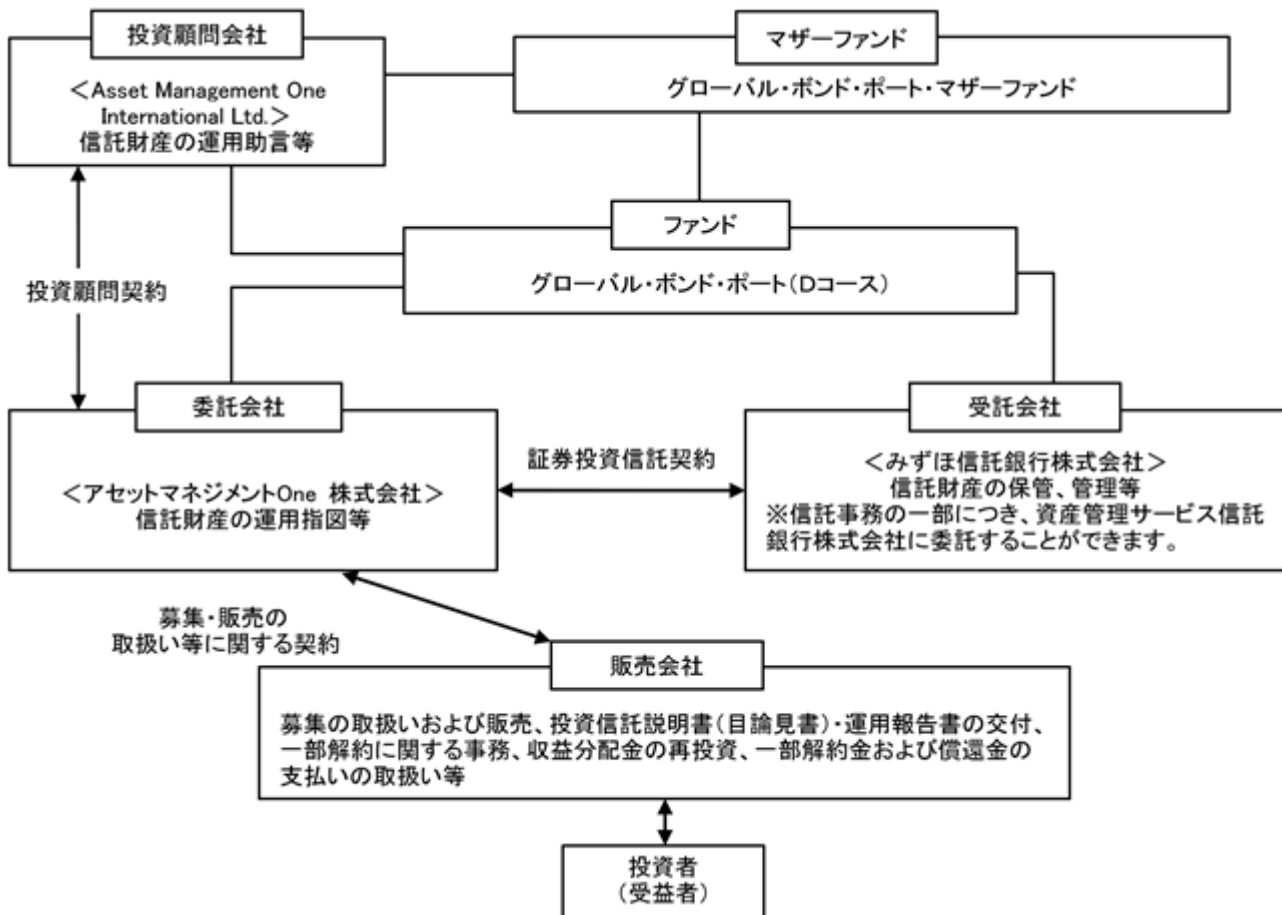 投資顧問会社
＜Asset Management One
International Ltd.＞
信託財産の運用助言等
マザーファンド
グローバル・ボンド・ポート・マザーファンド
ファンド
グローバル・ボンド・ポート（Dコース）
投資顧問契約
委託会社
＜アセットマネジメントOne 株式会社＞
信託財産の運用指図等
証券投資信託契約
受託会社
＜みずほ信託銀行株式会社＞
信託財産の保管、管理等
※信託事務の一部につき、資産管理サービス信託
銀行株式会社に委託することができます。
募集・販売の
取扱い等に関する契約
販売会社
募集の取扱いおよび販売、投資信託説明書（目論見書）・運用報告書の交付、
一部解約に関する事務、収益分配金の再投資、一部解約金および償還金の
支払いの取扱い等
投資者
（受益者）